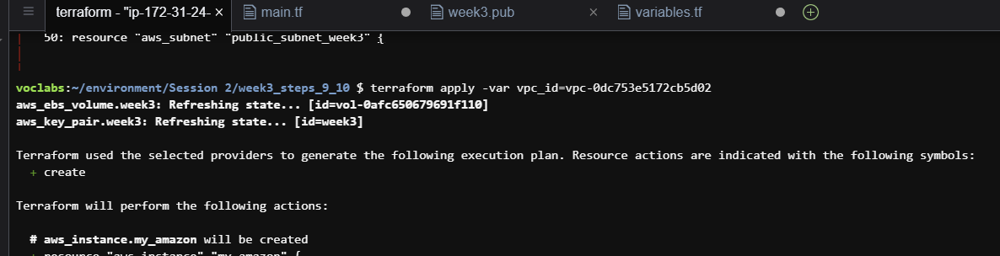 terraform - "ip-172-31-24- × main.tf week3.pub × variables.tf
50: resource "aws_subnet" "public_subnet_week3" {
voclabs:~/environment/Session 2/week3_steps_9_10 $ terraform apply -var vpc_id=vpc-0dc753e5172cb5d02
aws_ebs_volume.week3: Refreshing state... [id=vol-0afc650679691f110]
aws_key_pair.week3: Refreshing state... [id=week3]
Terraform used the selected providers to generate the following execution plan. Resource actions are indicated with the following symbols:
+ create
Terraform will perform the following actions:
# aws_instance.my_amazon will be created
+ resource "aws_instance" "my_amazon" {